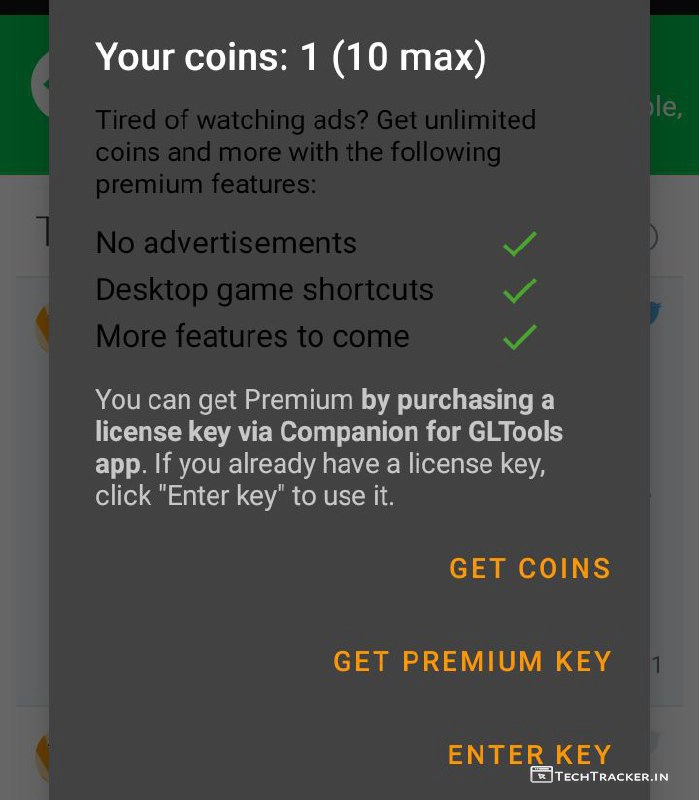 Your coins: 1 (10 max)
Tired of watching ads? Get unlimited
coins and more with the following
premium features:
No advertisements
Desktop game shortcuts
More features to come
You can get Premium by purchasing a
license key via Companion for GLTools
app. If you already have a license key,
click "Enter key" to use it.
GET COINS
GET PREMIUM KEY
1
ENTER KEY
TECHTRACKER.IN